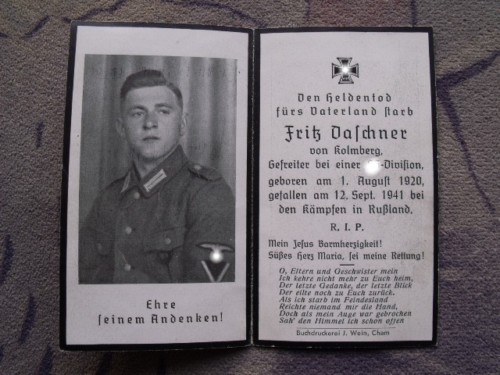 Ehre
seinem Andenken!
Den Heldentod
fürs Vaterland starb
Fritz Daschner
von Kolmberg,
Gefreiter bei einer -Division,
geboren am 1. August 1920,
gefallen am 12. Sept. 1941 bei
den Kämpfen in Rußland.
R. I. P.
Mein Jesus Barmherzigkeit!
Süßes Herz Maria, sei meine Rettung!
O, Eltern und Geschwister mein
Ich kehre nicht mehr zu Euch heim,
Der letzte Gedanke, der letzte Blick
Der eilte noch zu Euch zurück.
Als ich starb im Feindesland
Reichte niemand mir die Hand,
Doch als mein Auge war gebrochen
Sah' den Himmel ich schon offen
Buchdruckerei J. Weiß, Cham